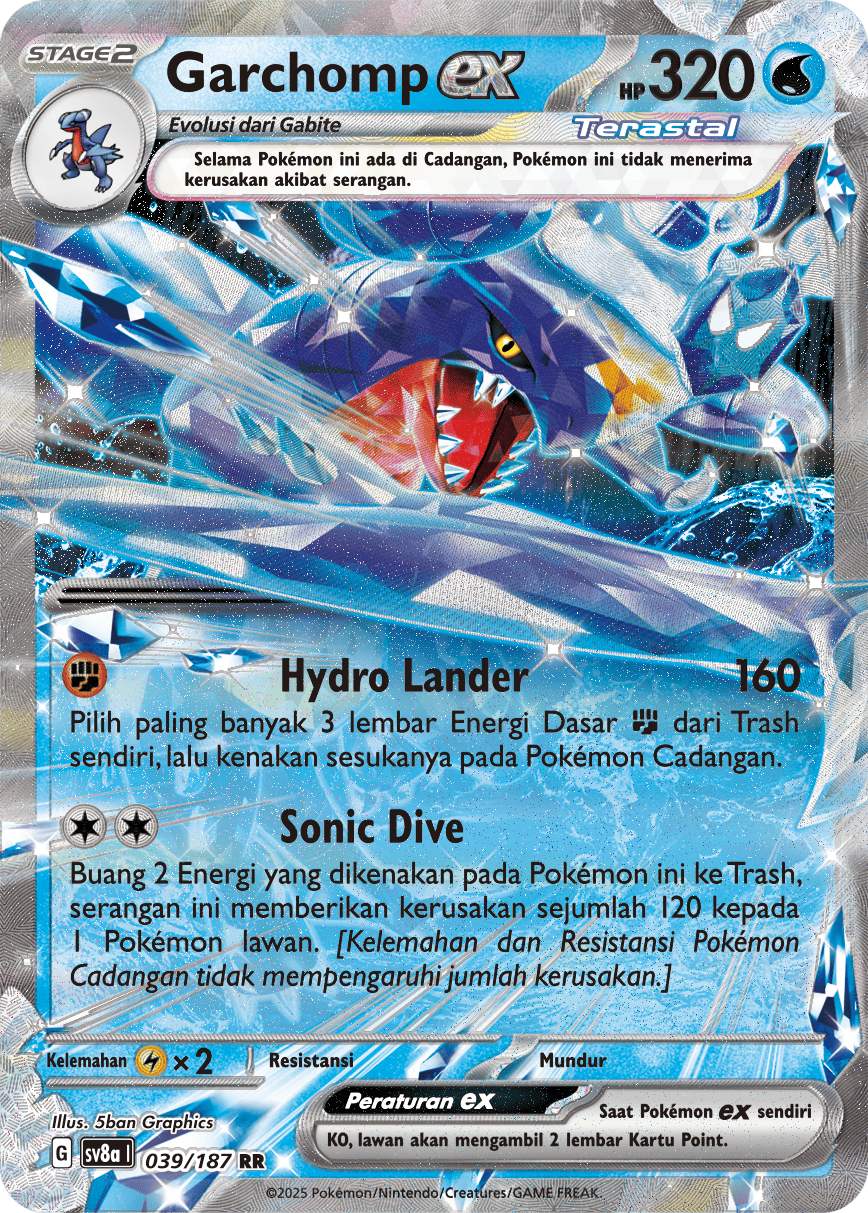 STAGE2
Garchomp ex
HP 320
Evolusi dari Gabite
Terastal
Selama Pokémon ini ada di Cadangan, Pokémon ini tidak menerima
kerusakan akibat serangan.
Hydro Lander 160
Pilih paling banyak 3 lembar Energi Dasar dari Trash
sendiri, lalu kenakan sesukanya pada Pokémon Cadangan.
Sonic Dive
Buang 2 Energi yang dikenakan pada Pokémon ini ke Trash,
serangan ini memberikan kerusakan sejumlah 120 kepada
1 Pokémon lawan. [Kelemahan dan Resistansi Pokémon
Cadangan tidak mempengaruhi jumlah kerusakan.]
Kelemahan ×2 Resistansi Mundur
Peraturan ex
Saat Pokémon ex sendiri
KO, lawan akan mengambil 2 lembar Kartu Point.
Illus. 5ban Graphics
G sv8a I 039/187 RR
©2025 Pokémon/Nintendo/Creatures/GAME FREAK.